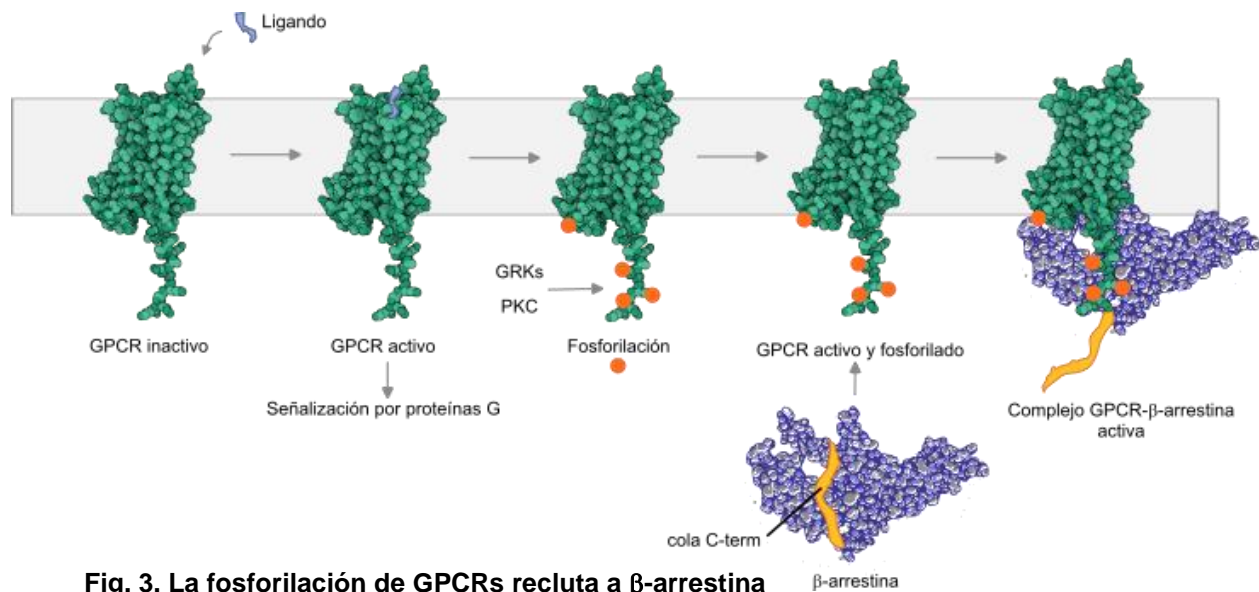 Ligando
GRKs
PKC
GPCR inactivo
GPCR activo
Fosforilación
GPCR activo y fosforilado
Señalización por proteínas G
Complejo GPCR-β-arrestina
activa
cola C-term
β-arrestina
Fig. 3. La fosforilación de GPCRs recluta a β-arrestina